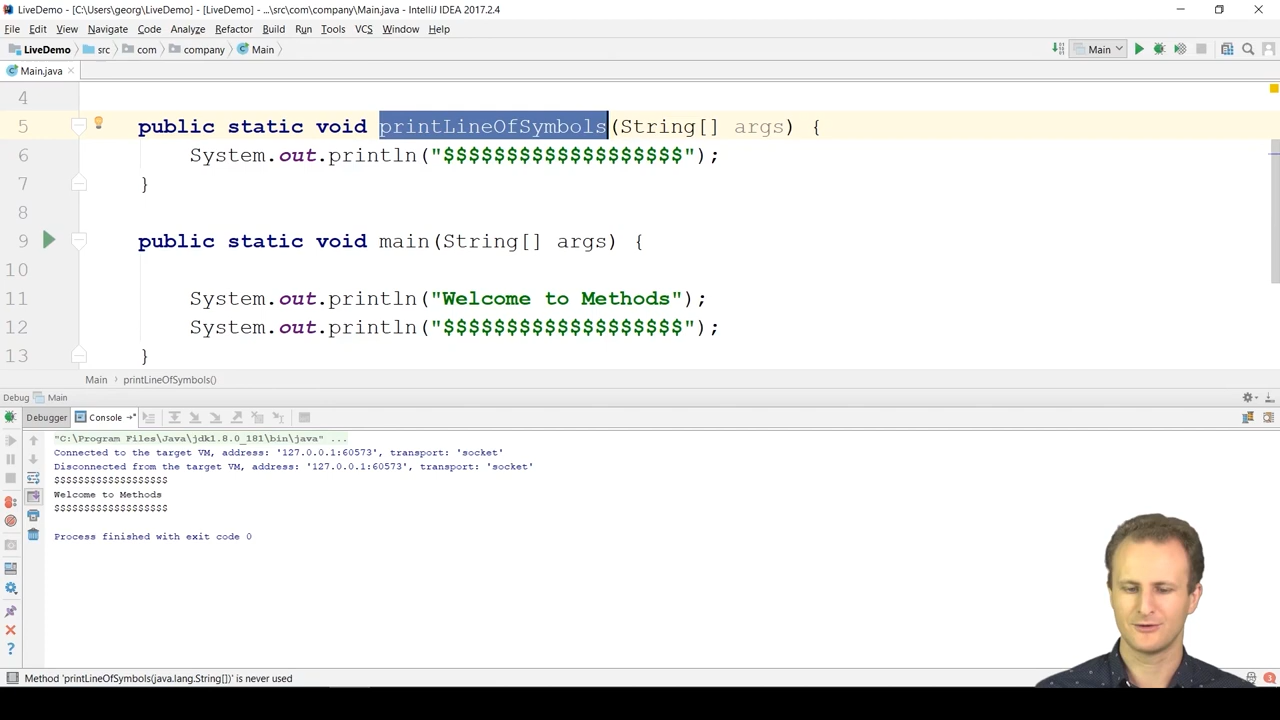 LiveDemo - [C:\Users\georg\LiveDemo] - [LiveDemo] - ...\src\com\company\Main.java - IntelliJ IDEA 2017.2.4
File Edit View Navigate Code Analyze Refactor Build Run Tools VCS Window Help
LiveDemo src com company Main Main
Main.java
4
5 public static void printLineOfSymbols(String[] args) {
6 System.out.println("$$$$$$$$$$$$$$$$$$$");
7 }
8
9 public static void main(String[] args) {
10
11 System.out.println("Welcome to Methods");
12 System.out.println("$$$$$$$$$$$$$$$$$$$");
13 }
Main printLineOfSymbols()
Debug Main
Debugger Console
"C:\Program Files\Java\jdk1.8.0_181\bin\java" ...
Connected to the target VM, address: '127.0.0.1:60573', transport: 'socket'
Disconnected from the target VM, address: '127.0.0.1:60573', transport: 'socket'
$$$$$$$$$$$$$$$$$$$
Welcome to Methods
$$$$$$$$$$$$$$$$$$$
Process finished with exit code 0
Method 'printLineOfSymbols(java.lang.String[])' is never used 3